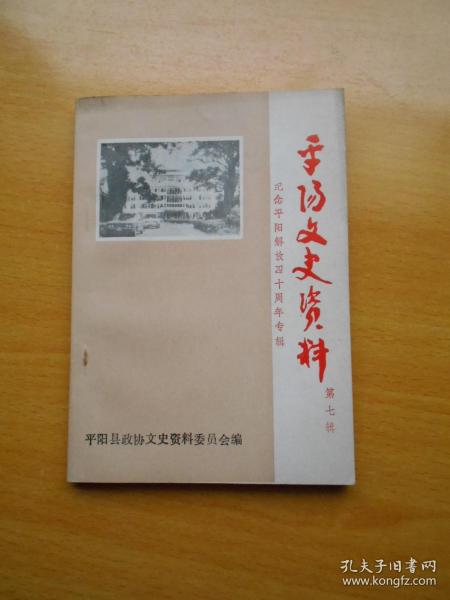 平阳文史资料
第七辑
纪念平阳解放四十周年专辑
平阳县政协文史资料委员会编
孔夫子旧书网
www.kongfz.com